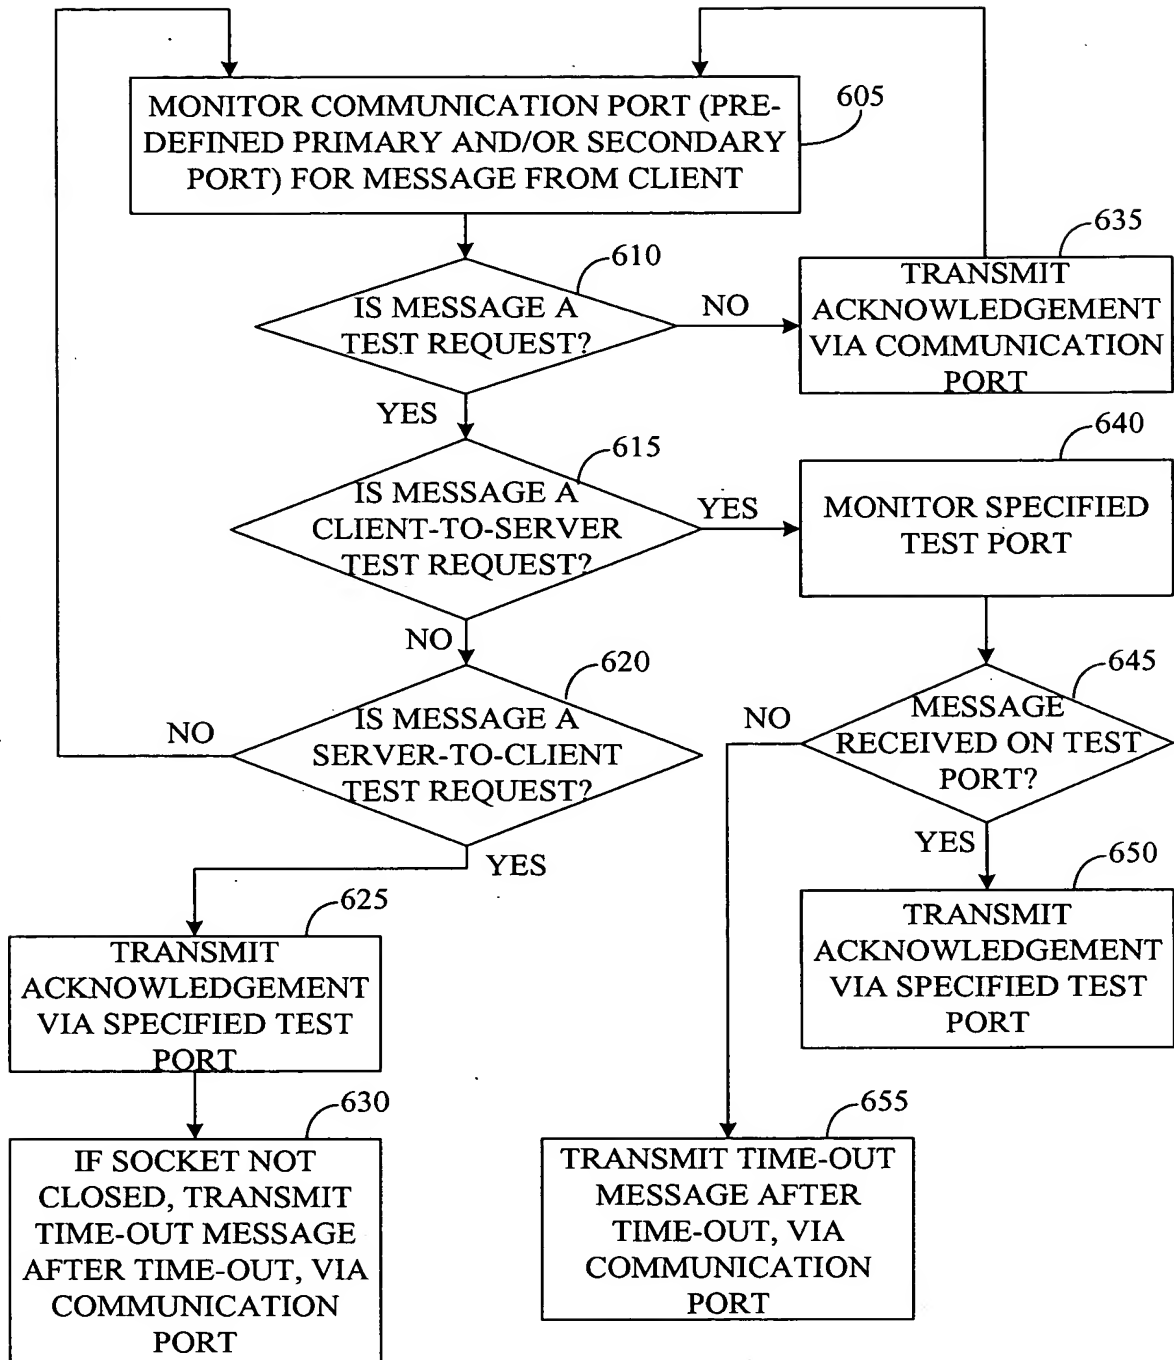 MONITOR COMMUNICATION PORT (PRE-
DEFINED PRIMARY AND/OR SECONDARY
PORT) FOR MESSAGE FROM CLIENT
605
610
IS MESSAGE A
TEST REQUEST?
NO
YES
635
TRANSMIT
ACKNOWLEDGEMENT
VIA COMMUNICATION
PORT
615
IS MESSAGE A
CLIENT-TO-SERVER
TEST REQUEST?
YES
NO
640
MONITOR SPECIFIED
TEST PORT
620
IS MESSAGE A
SERVER-TO-CLIENT
TEST REQUEST?
NO
YES
645
MESSAGE
RECEIVED ON TEST
PORT?
NO
YES
625
TRANSMIT
ACKNOWLEDGEMENT
VIA SPECIFIED TEST
PORT
650
TRANSMIT
ACKNOWLEDGEMENT
VIA SPECIFIED TEST
PORT
630
IF SOCKET NOT
CLOSED, TRANSMIT
TIME-OUT MESSAGE
AFTER TIME-OUT, VIA
COMMUNICATION
PORT
655
TRANSMIT TIME-OUT
MESSAGE AFTER
TIME-OUT, VIA
COMMUNICATION
PORT